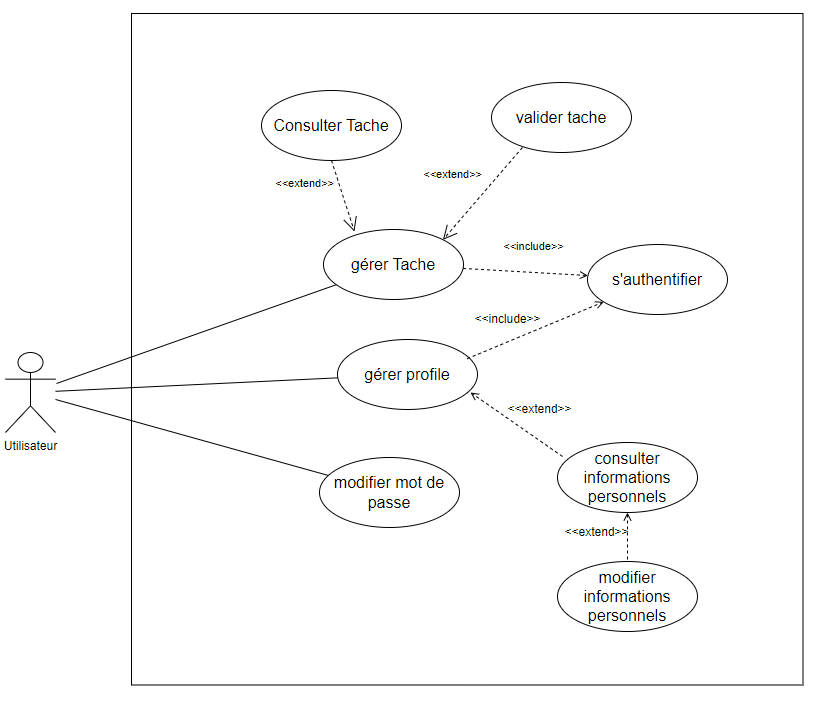 Consulter Tache
valider tache
<<extend>>
<<extend>>
gérer Tache
<<include>>
s'authentifier
<<include>>
gérer profile
<<extend>>
Utilisateur
modifier mot de
passe
consulter
informations
personnels
<<extend>>
modifier
informations
personnels